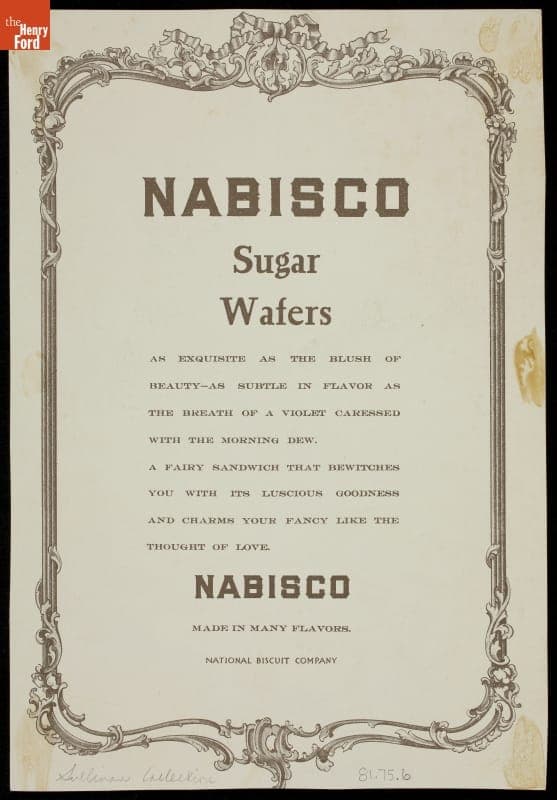 the
Henry
Ford
NABISCO
Sugar
Wafers
AS EXQUISITE AS THE BLUSH OF
BEAUTY—AS SUBTLE IN FLAVOR AS
THE BREATH OF A VIOLET CARESSED
WITH THE MORNING DEW.
A FAIRY SANDWICH THAT BEWITCHES
YOU WITH ITS LUSCIOUS GOODNESS
AND CHARMS YOUR FANCY LIKE THE
THOUGHT OF LOVE.
NABISCO
MADE IN MANY FLAVORS.
NATIONAL BISCUIT COMPANY
Sullivan Collection
81.75.6